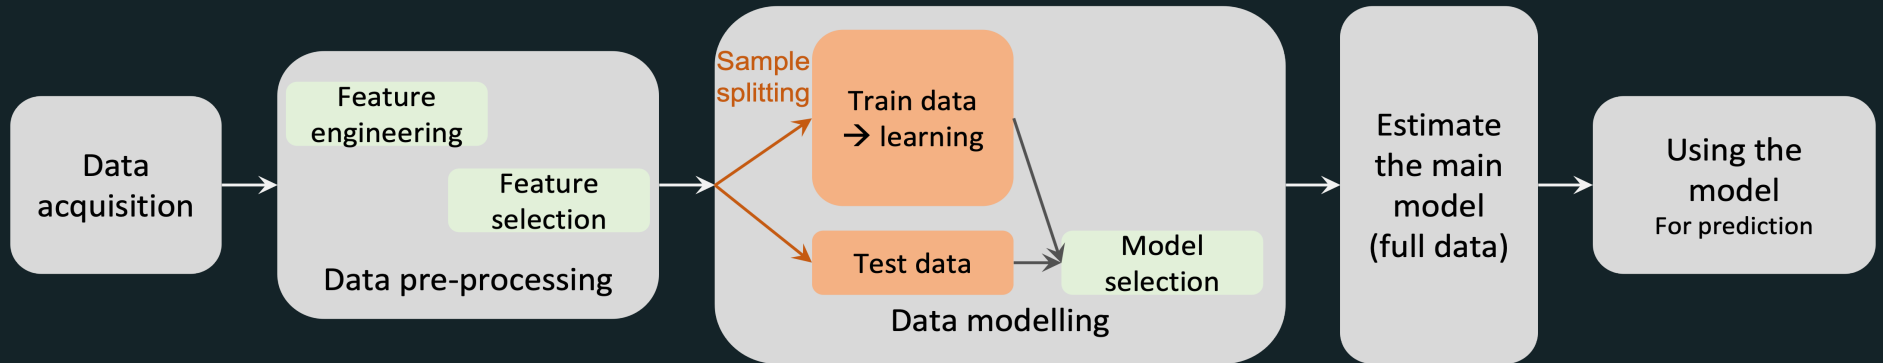 Data
acquisition
Feature
engineering
Feature
selection
Data pre-processing
Sample
splitting
Train data
→ learning
Test data
Model
selection
Data modelling
Estimate
the main
model
(full data)
Using the
model
For prediction